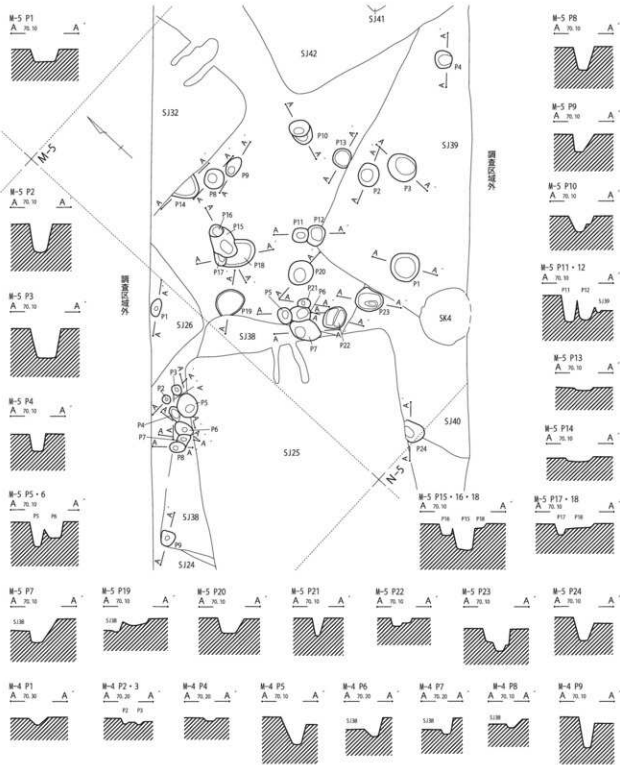 M-5 P1
A 70.10 A'
M-5 P2
A 70.10 A'
M-5 P3
A 70.10 A'
M-5 P4
A 70.10 A'
M-5 P5・6
A 70.10 A'
P5 P6
SJ41
SJ42
SJ32
SJ39
調査区域外
調査区域外
M-5
P4
P10
P13
P9
P8
P2
P3
P14
P16
P15
P11
P12
P18
P17
P20
P1
P21
P5
P6
P19
P23
P1
SJ26
SJ38
P22
P7
SK4
P3
P2
P5
P4
P6
P7
P8
SJ25
SJ40
P24
N-5
SJ38
P9
SJ24
M-5 P8
A 70.10 A'
M-5 P9
A 70.10 A'
M-5 P10
A 70.10 A'
M-5 P11・12
A 70.10 A'
P11 P12 SJ39
M-5 P13
A 70.10 A'
M-5 P14
A 70.10 A'
M-5 P15・16・18
A 70.10 A'
P16 P15 P18
M-5 P17・18
A 70.10 A'
P17 P18
M-5 P7
A 70.10 A'
SJ38
M-5 P19
A 70.10 A'
SJ38
M-5 P20
A 70.10 A'
M-5 P21
A 70.10 A'
M-5 P22
A 70.10 A'
M-5 P23
A 70.10 A'
M-5 P24
A 70.10 A'
M-4 P1
A 70.30 A'
M-4 P2・3
A 70.20 A'
P2 P3
M-4 P4
A 70.20 A'
M-4 P5
A 70.10 A'
M-4 P6
A 70.30 A'
SJ38
M-4 P7
A 70.20 A'
SJ38
M-4 P8
A 70.10 A'
SJ38
M-4 P9
A 70.10 A'